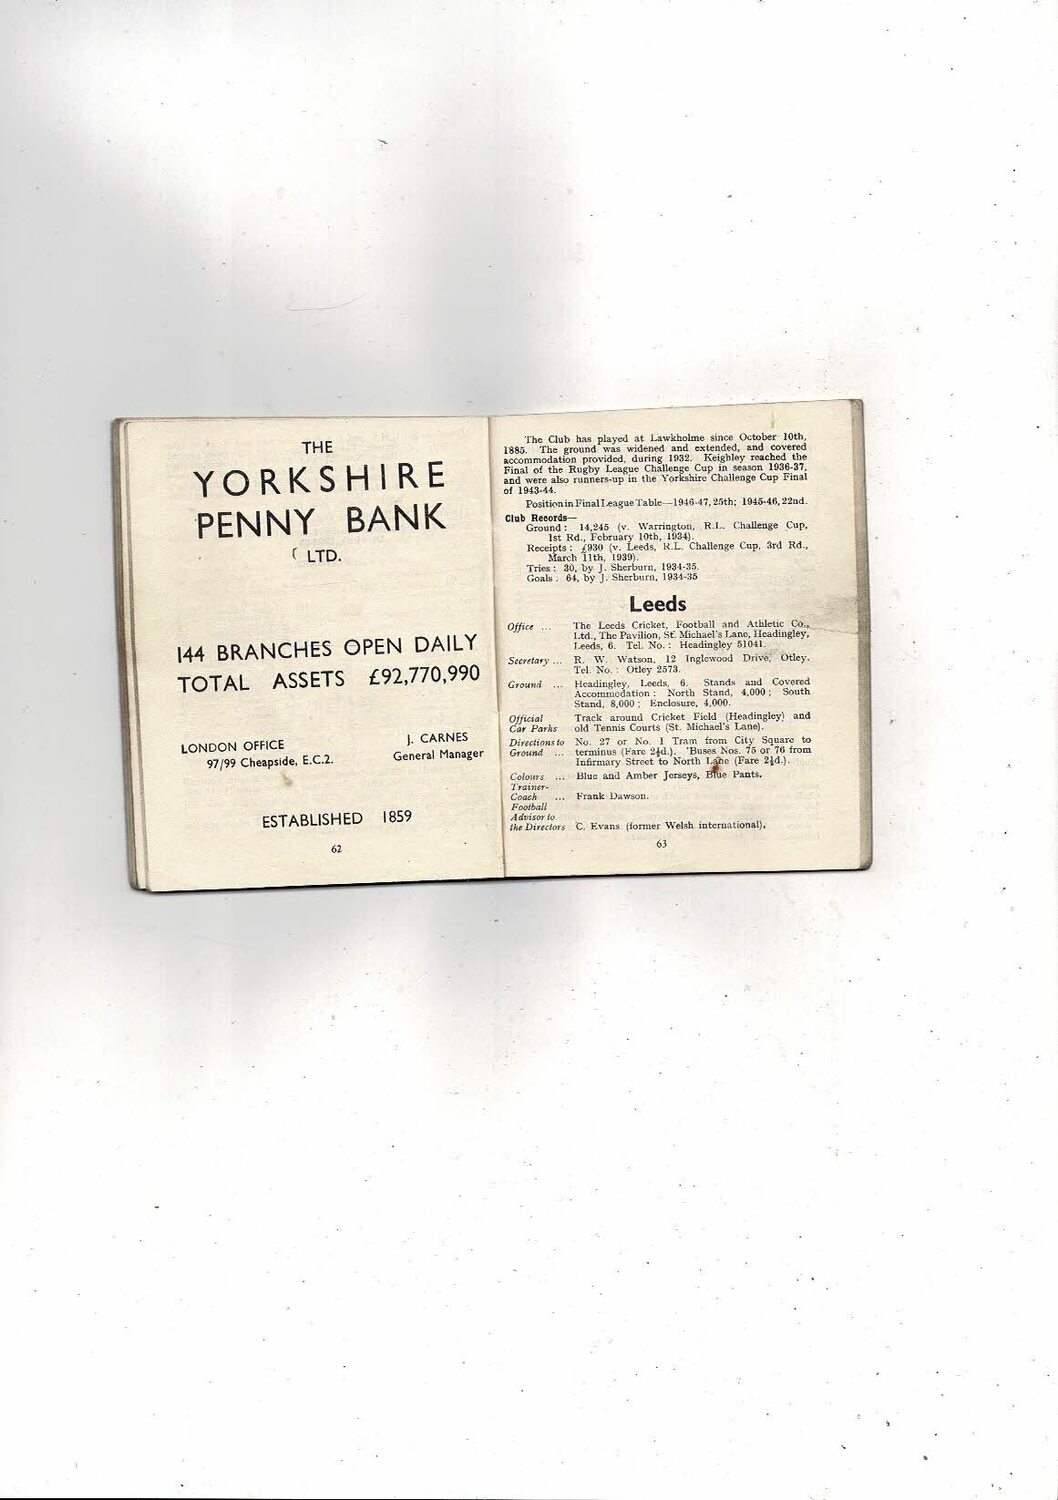 THE
YORKSHIRE
PENNY BANK
LTD.
144 BRANCHES OPEN DAILY
TOTAL ASSETS £92,770,990
LONDON OFFICE
97/99 Cheapside, E.C.2.
J. CARNES
General Manager
ESTABLISHED 1859
62
The Club has played at Lawkholme since October 10th,
1885. The ground was widened and extended, and covered
accommodation provided, during 1932. Keighley reached the
Final of the Rugby League Challenge Cup in season 1936-37,
and were also runners-up in the Yorkshire Challenge Cup Final
of 1943-44.
Position in Final League Table—1946-47, 25th; 1945-46, 22nd.
Club Records—
Ground : 14,245 (v. Warrington, R.L. Challenge Cup,
1st Rd., February 10th, 1934).
Receipts : £930 (v. Leeds, R.L. Challenge Cup, 3rd Rd.,
March 11th, 1939).
Tries : 30, by J. Sherburn, 1934-35.
Goals : 64, by J. Sherburn, 1934-35
Leeds
Office ... The Leeds Cricket, Football and Athletic Co.,
Ltd., The Pavilion, St. Michael's Lane, Headingley,
Leeds, 6. Tel. No. : Headingley 51041.
Secretary ... R. W. Watson, 12 Inglewood Drive, Otley.
Tel. No. : Otley 2573.
Ground ... Headingley, Leeds, 6. Stands and Covered
Accommodation : North Stand, 4,000 ; South
Stand, 8,000 ; Enclosure, 4,000.
Official Track around Cricket Field (Headingley) and
Car Parks old Tennis Courts (St. Michael's Lane).
Directions to No. 27 or No. 1 Tram from City Square to
Ground ... terminus (Fare 2½d.). 'Buses Nos. 75 or 76 from
Infirmary Street to North Lane (Fare 2½d.).
Colours ... Blue and Amber Jerseys, Blue Pants.
Trainer-
Coach ... Frank Dawson.
Football
Advisor to
the Directors C. Evans (former Welsh international).
63